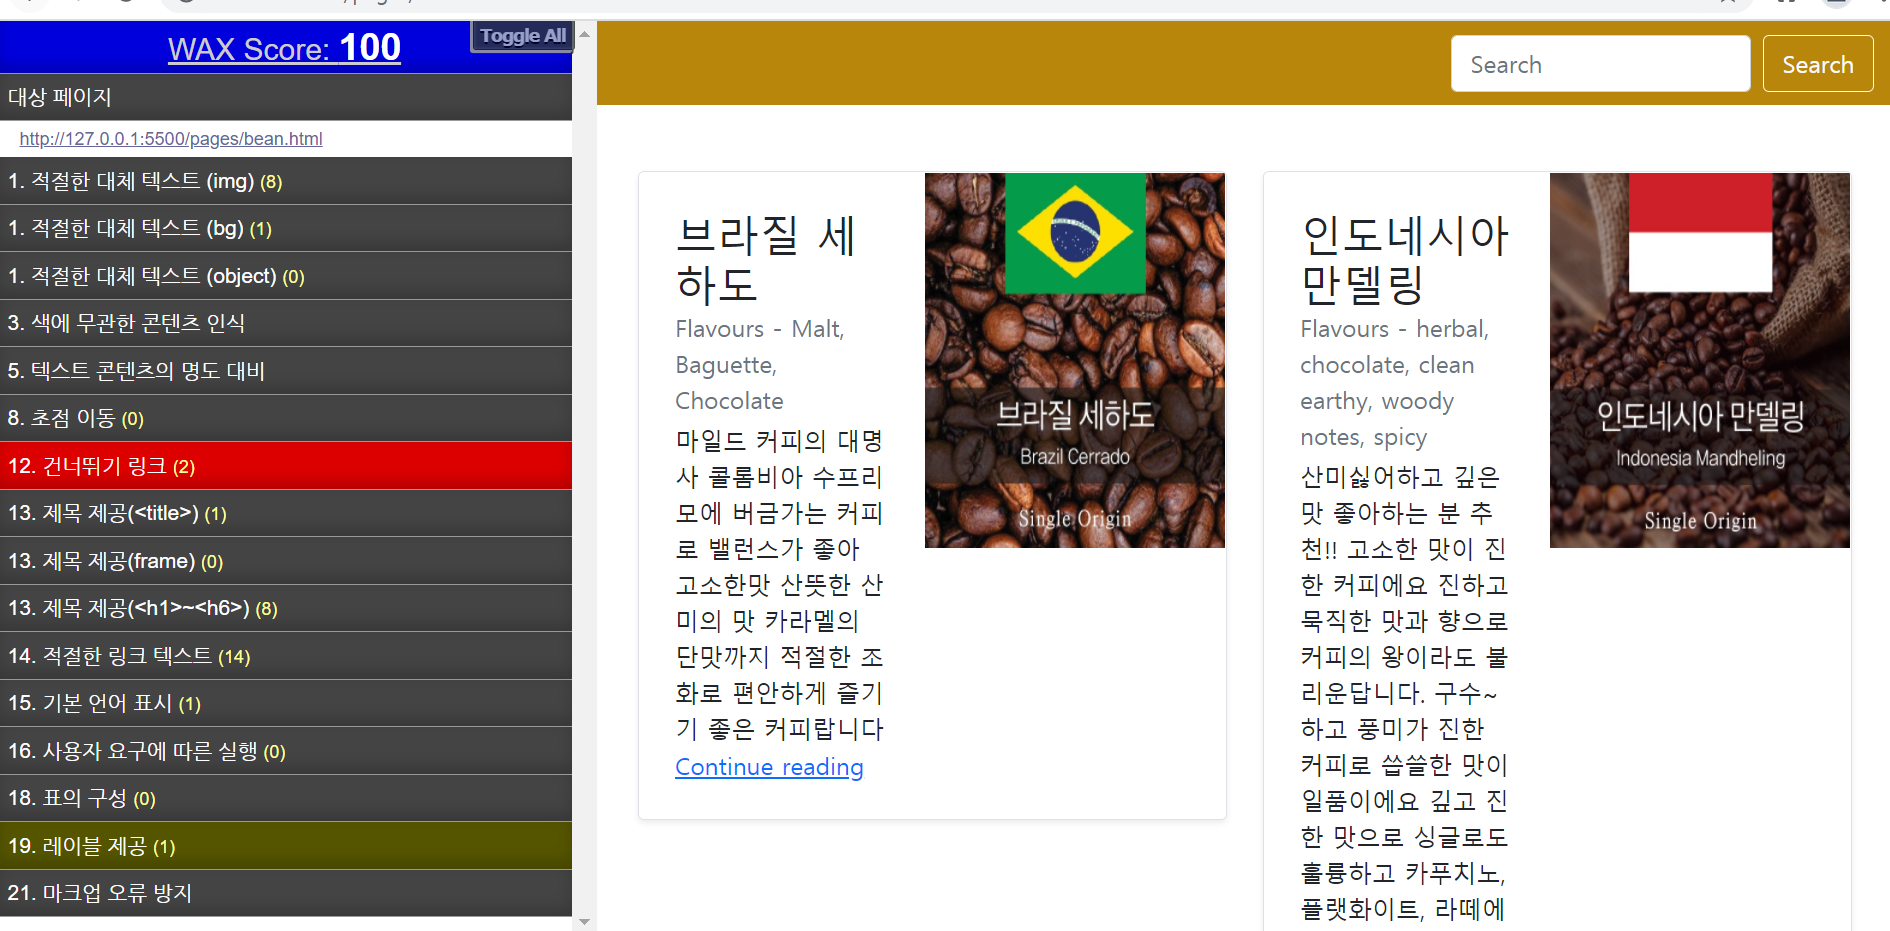 WAX Score: 100
Toggle All
대상 페이지
http://127.0.0.1:5500/pages/bean.html
1. 적절한 대체 텍스트 (img) (8)
1. 적절한 대체 텍스트 (bg) (1)
1. 적절한 대체 텍스트 (object) (0)
3. 색에 무관한 콘텐츠 인식
5. 텍스트 콘텐츠의 명도 대비
8. 초점 이동 (0)
12. 건너뛰기 링크 (2)
13. 제목 제공(<title>) (1)
13. 제목 제공(frame) (0)
13. 제목 제공(<h1>~<h6>) (8)
14. 적절한 링크 텍스트 (14)
15. 기본 언어 표시 (1)
16. 사용자 요구에 따른 실행 (0)
18. 표의 구성 (0)
19. 레이블 제공 (1)
21. 마크업 오류 방지
Search
Search
브라질 세
하도
Flavours - Malt,
Baguette,
Chocolate
마일드 커피의 대명
사 콜롬비아 수프리
모에 버금가는 커피
로 밸런스가 좋아
고소한맛 산뜻한 산
미의 맛 카라멜의
단맛까지 적절한 조
화로 편안하게 즐기
기 좋은 커피랍니다
Continue reading
브라질 세하도
Brazil Cerrado
Single Origin
인도네시아
만델링
Flavours - herbal,
chocolate, clean
earthy, woody
notes, spicy
산미싫어하고 깊은
맛 좋아하는 분 추
천!! 고소한 맛이 진
한 커피에요 진하고
묵직한 맛과 향으로
커피의 왕이라도 불
리운답니다. 구수~
하고 풍미가 진한
커피로 씁쓸한 맛이
일품이에요 깊고 진
한 맛으로 싱글로도
훌륭하고 카푸치노,
플랫화이트, 라떼에
인도네시아 만델링
Indonesia Mandheling
Single Origin